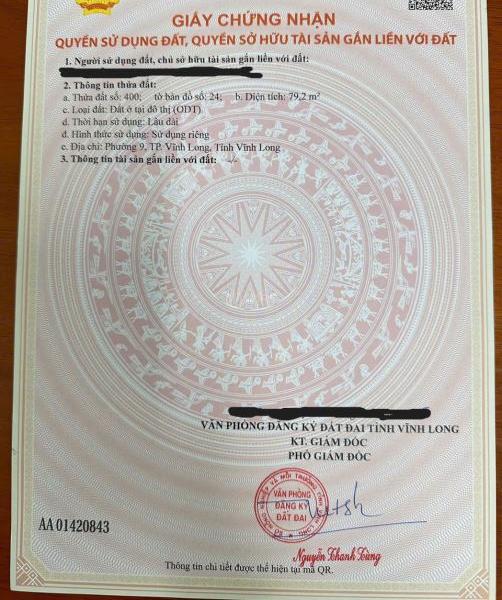 GIẤY CHỨNG NHẬN
QUYỀN SỬ DỤNG ĐẤT, QUYỀN SỞ HỮU TÀI SẢN GẮN LIỀN VỚI ĐẤT
1. Người sử dụng đất, chủ sở hữu tài sản gắn liền với đất:
2. Thông tin thửa đất:
a. Thửa đất số: 400; tờ bản đồ số: 24; b. Diện tích: 79,2 m²
c. Loại đất: Đất ở tại đô thị (ODT)
d. Thời hạn sử dụng: Lâu dài
đ. Hình thức sử dụng: Sử dụng riêng
e. Địa chỉ: Phường 9, TP. Vĩnh Long, Tỉnh Vĩnh Long
3. Thông tin tài sản gắn liền với đất: -/-
VĂN PHÒNG ĐĂNG KÝ ĐẤT ĐAI TỈNH VĨNH LONG
KT. GIÁM ĐỐC
PHÓ GIÁM ĐỐC
VĂN PHÒNG
ĐĂNG KÝ
ĐẤT ĐAI
AA 01420843
Nguyễn Thanh Tùng
Thông tin chi tiết được thể hiện tại mã QR.